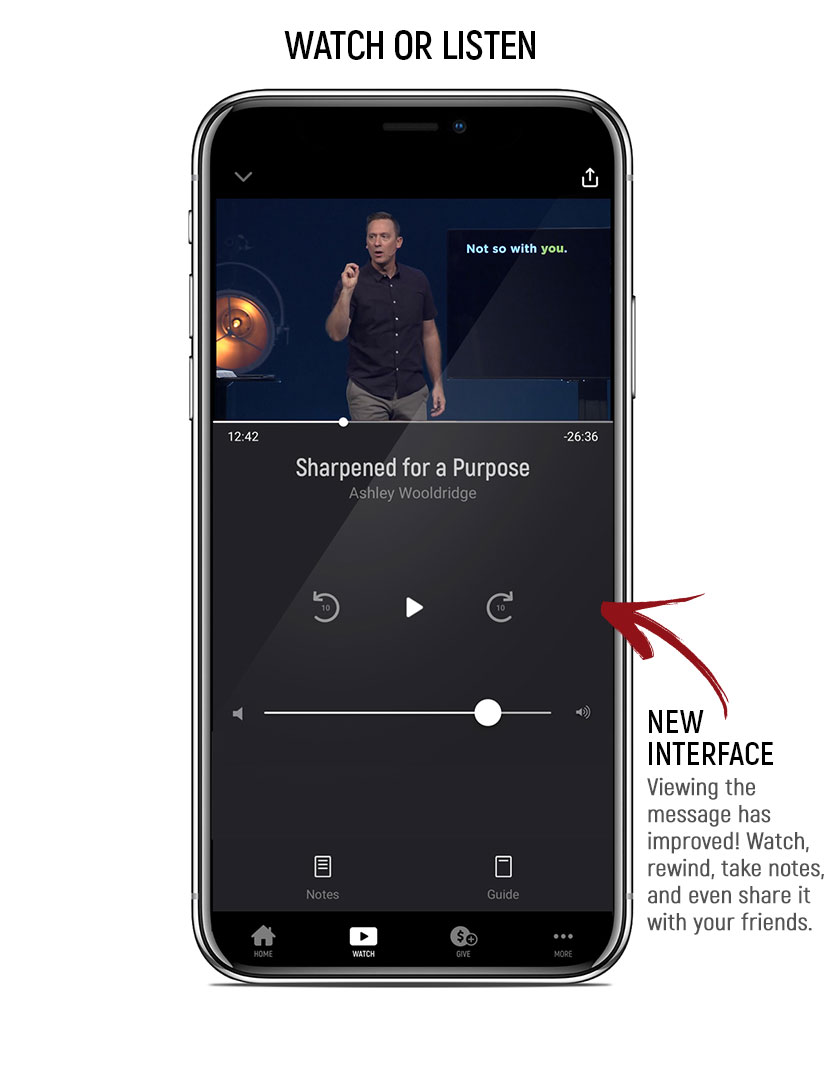 WATCH OR LISTEN
Not so with you.
12:42
-26:36
Sharpened for a Purpose
Ashley Wooldridge
10
10
NEW
INTERFACE
Viewing the
message has
improved! Watch,
rewind, take notes,
and even share it
with your friends.
Notes
Guide
HOME
WATCH
$
GIVE
MORE